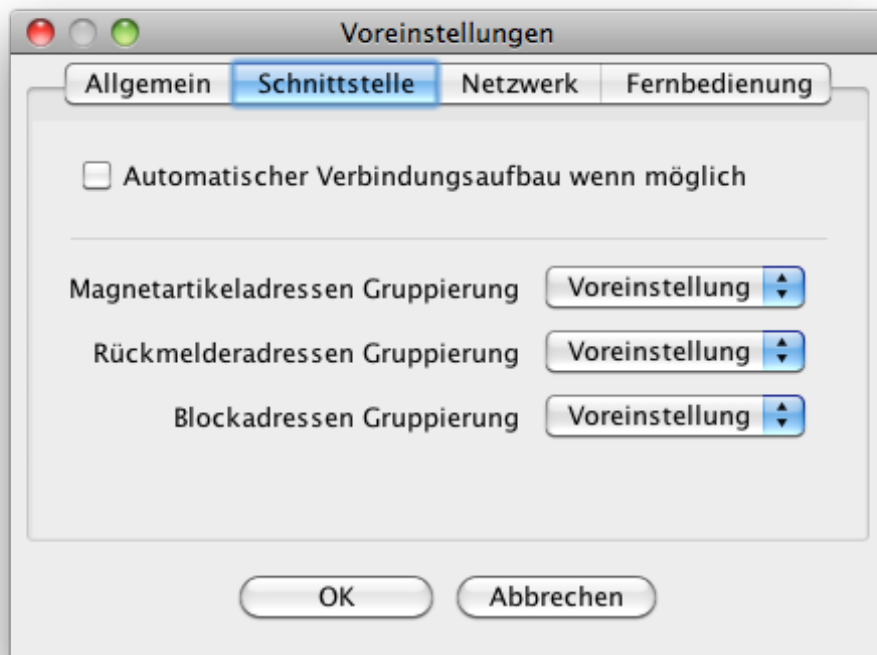 Voreinstellungen
Allgemein Schnittstelle Netzwerk Fernbedienung
Automatischer Verbindungsaufbau wenn möglich
Magnetartikeladressen Gruppierung Voreinstellung
Rückmelderadressen Gruppierung Voreinstellung
Blockadressen Gruppierung Voreinstellung
OK Abbrechen